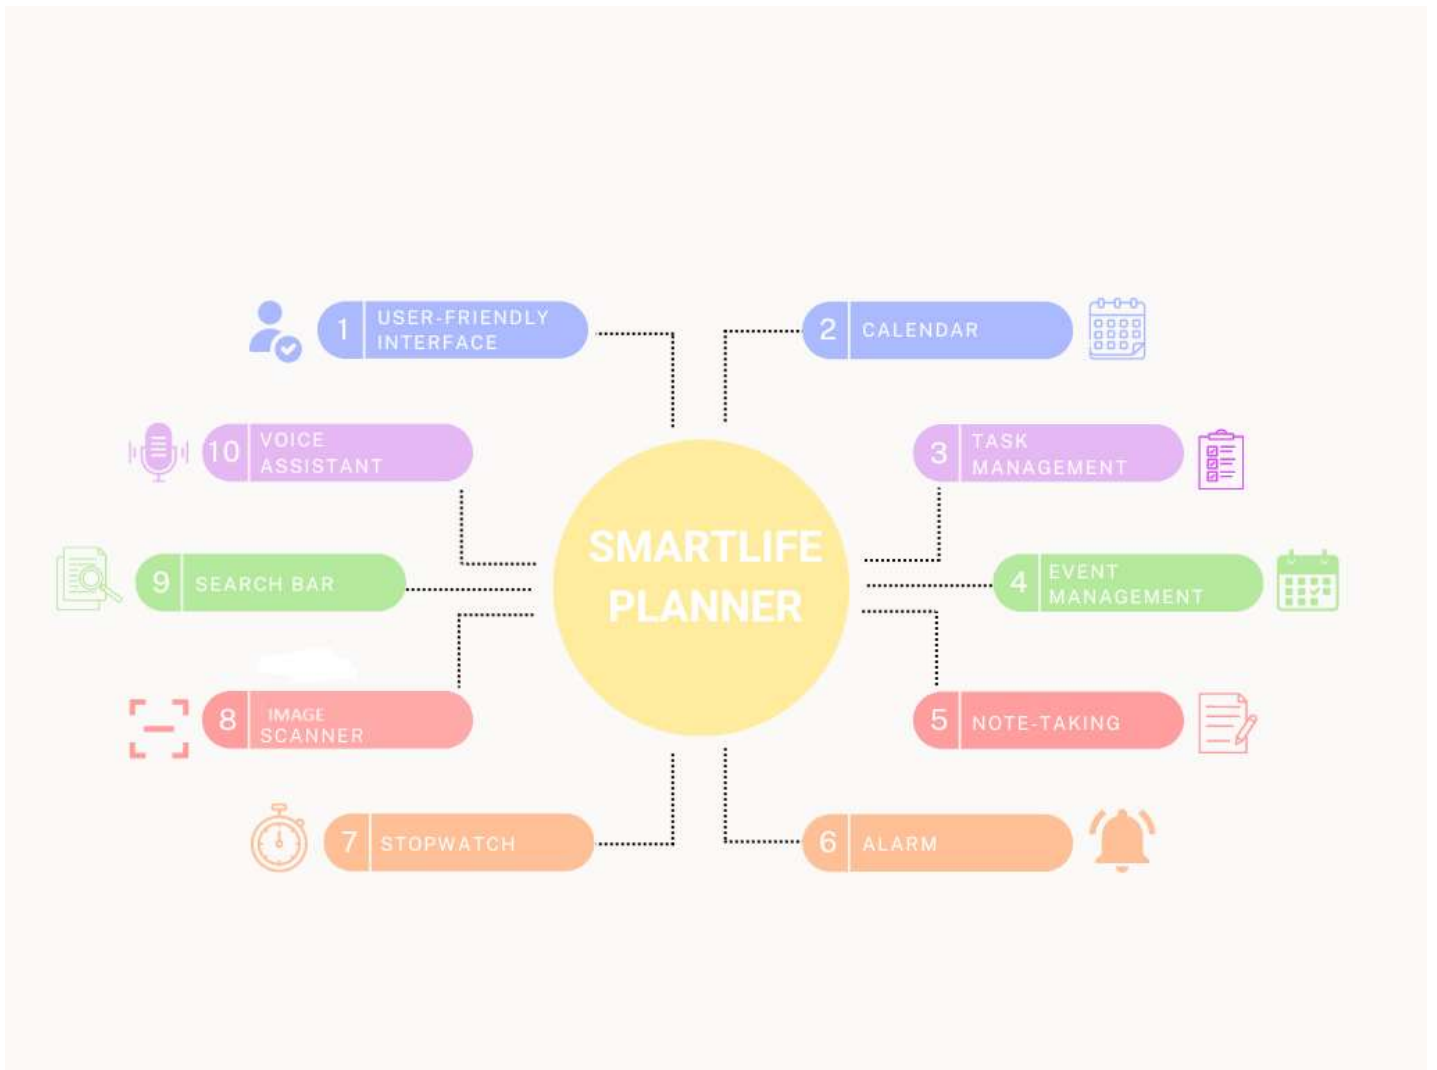 1 USER-FRIENDLY
INTERFACE
2 CALENDAR
10 VOICE
ASSISTANT
3 TASK
MANAGEMENT
SMARTLIFE
PLANNER
9 SEARCH BAR
4 EVENT
MANAGEMENT
8 IMAGE
SCANNER
5 NOTE-TAKING
7 STOPWATCH
6 ALARM